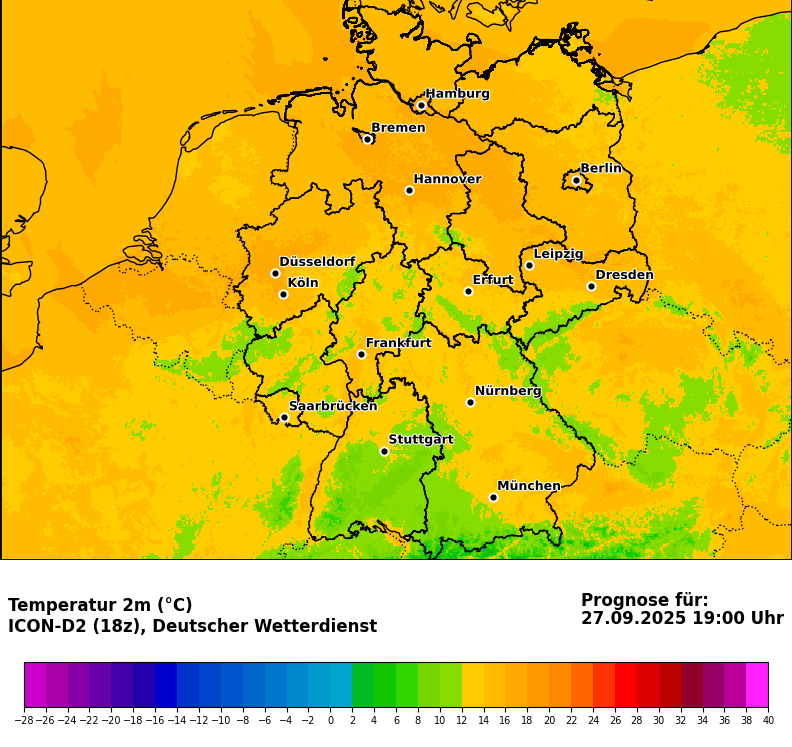 Hamburg
Bremen
Berlin
Hannover
Leipzig
Düsseldorf
Dresden
Köln
Erfurt
Frankfurt
Nürnberg
Saarbrücken
Stuttgart
München
Temperatur 2m (°C)
ICON-D2 (18z), Deutscher Wetterdienst
Prognose für:
27.09.2025 19:00 Uhr
−28 −26 −24 −22 −20 −18 −16 −14 −12 −10 −8 −6 −4 −2 0 2 4 6 8 10 12 14 16 18 20 22 24 26 28 30 32 34 36 38 40